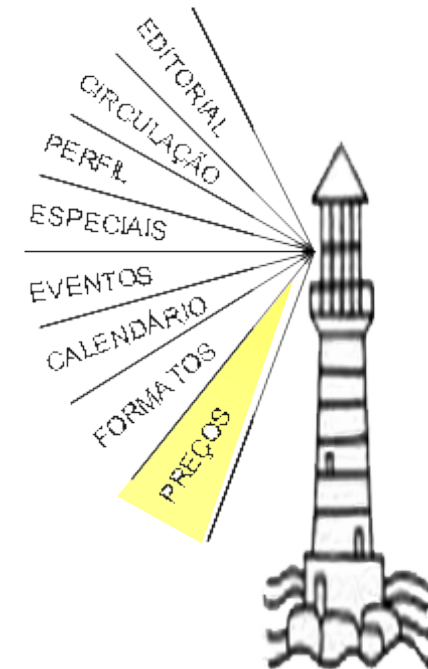 EDITORIAL
CIRCULAÇÃO
PERFIL
ESPECIAIS
EVENTOS
CALENDÁRIO
FORMATOS
PREÇOS